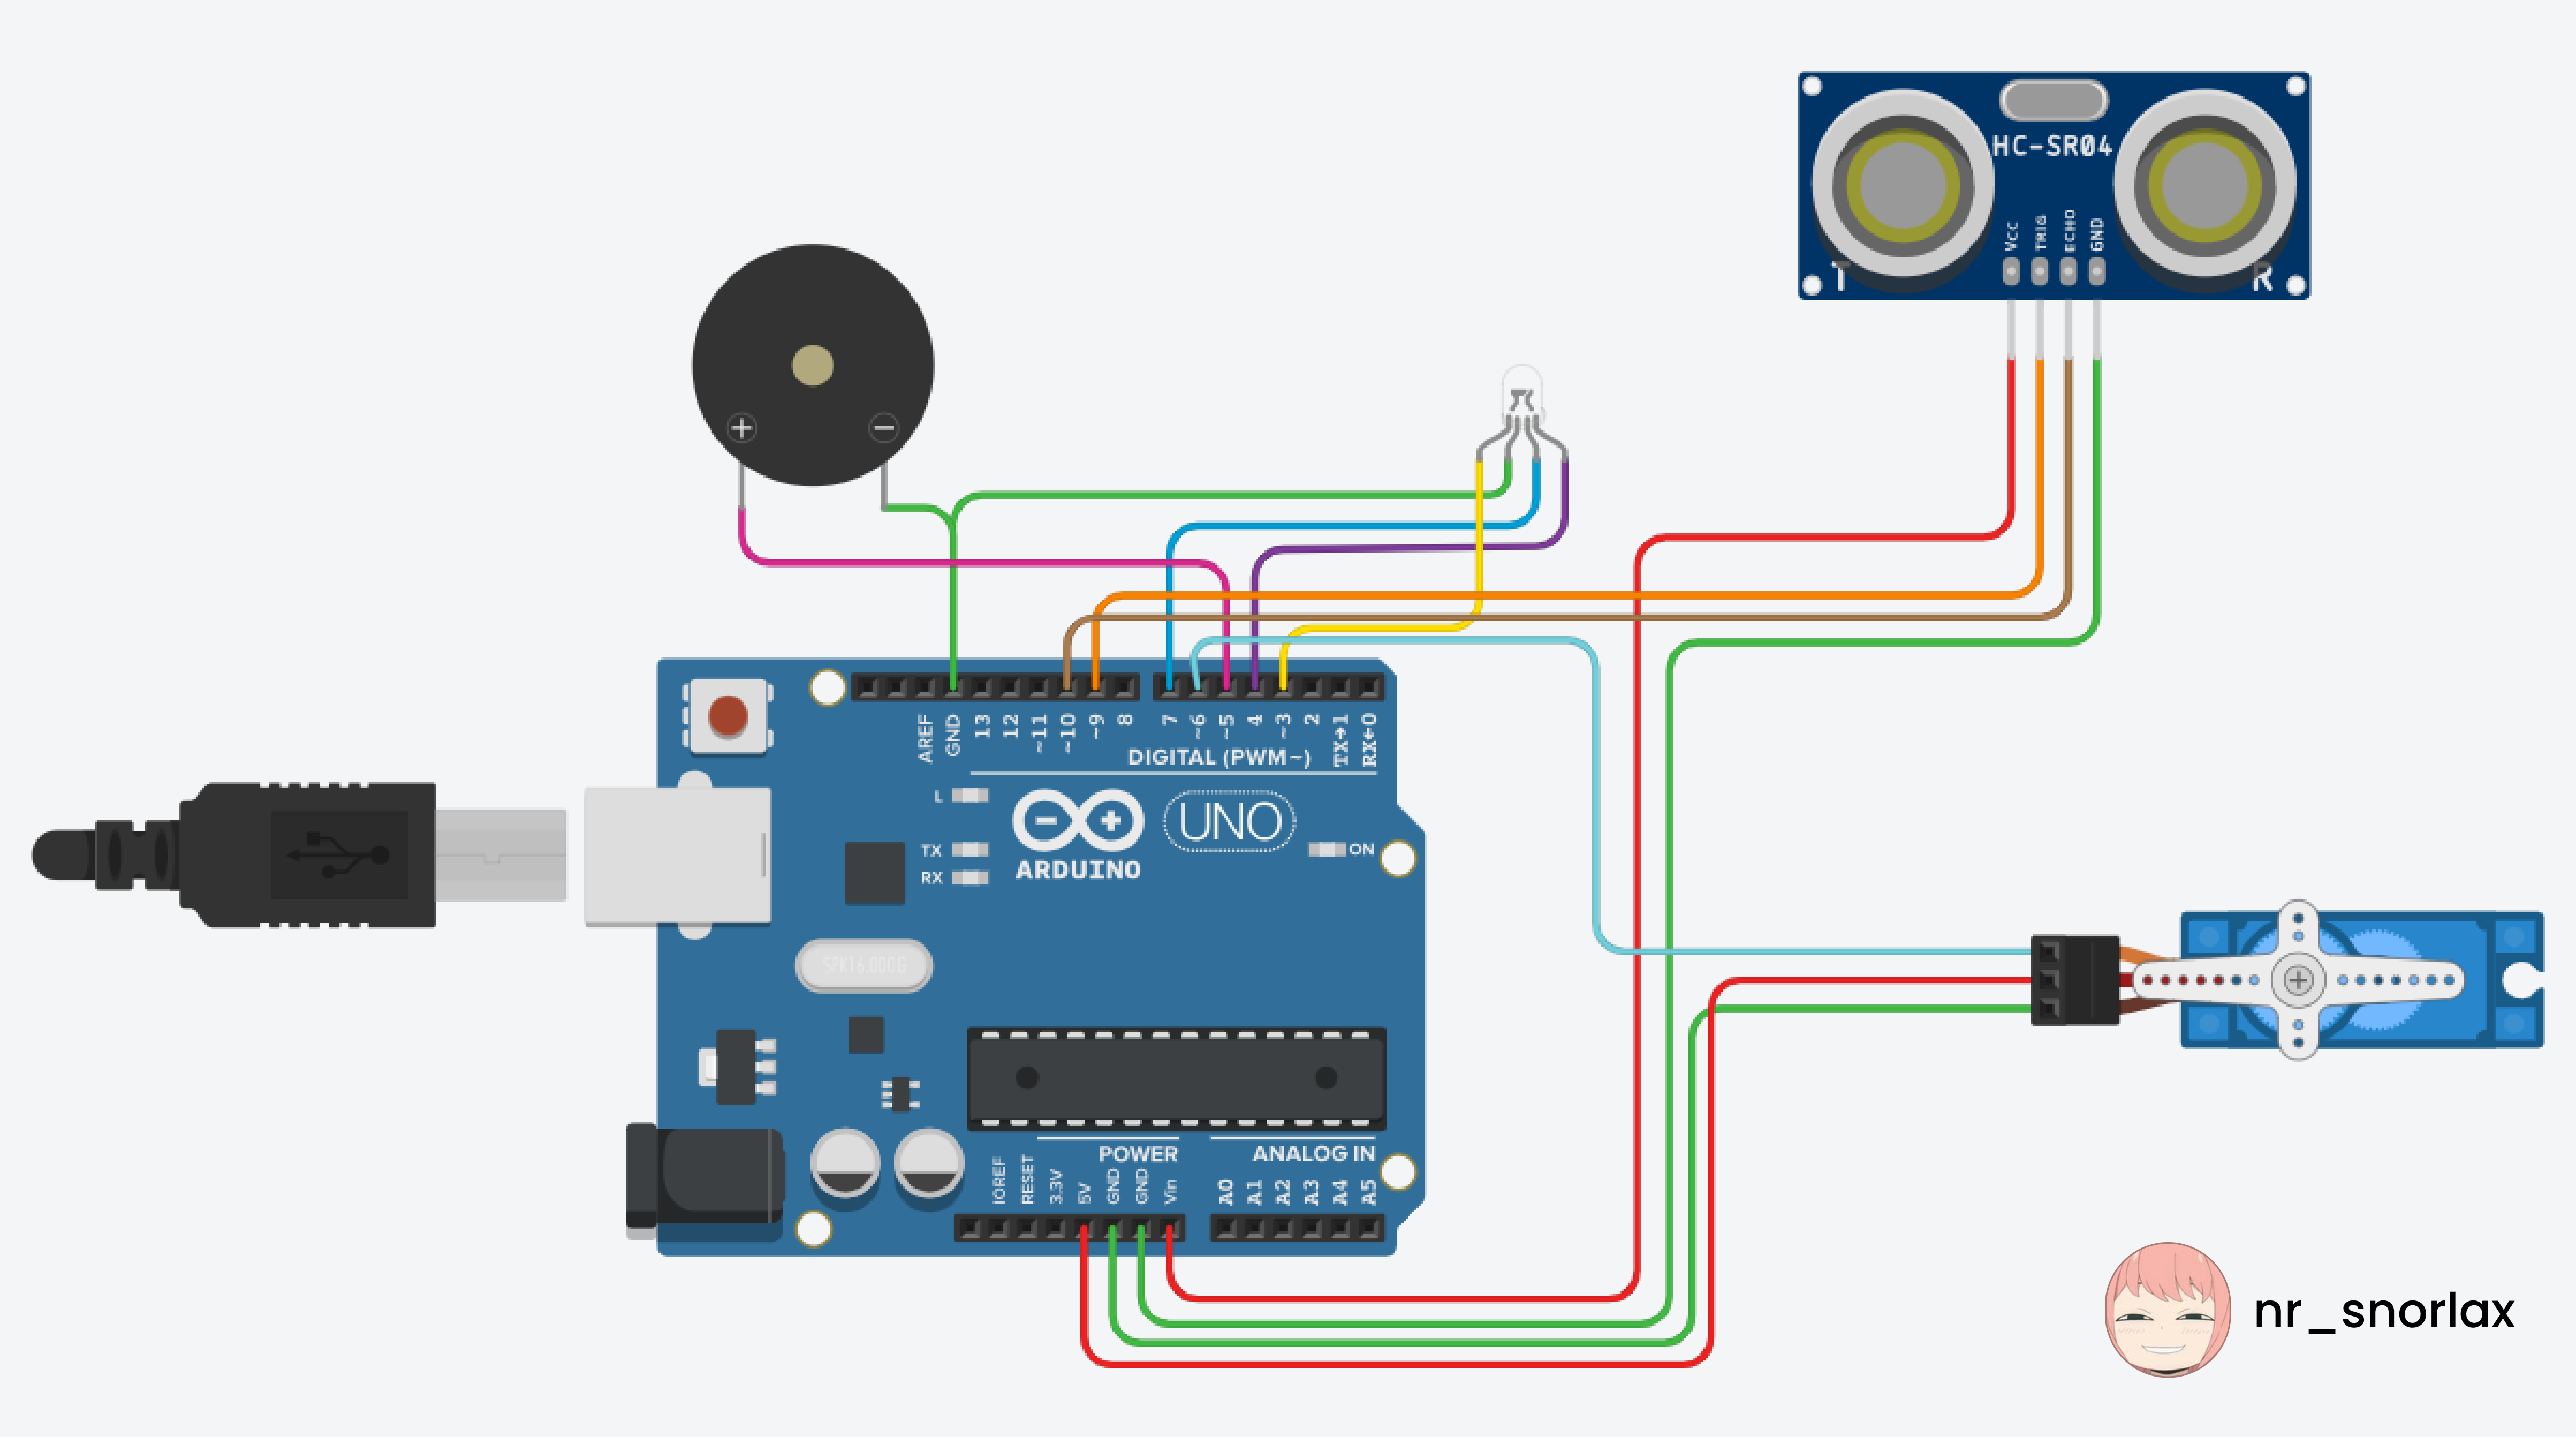 HC-SR04
VCC
TRIG
ECHO
GND
T
R
AREF
GND
13
12
~11
~10
~9
8
7
~6
~5
4
~3
2
TX→1
RX←0
DIGITAL (PWM~)
L
TX
RX
ARDUINO
UNO
ON
SPK16.000G
POWER
ANALOG IN
IOREF
RESET
3.3V
5V
GND
GND
Vin
A0
A1
A2
A3
A4
A5
nr_snorlax